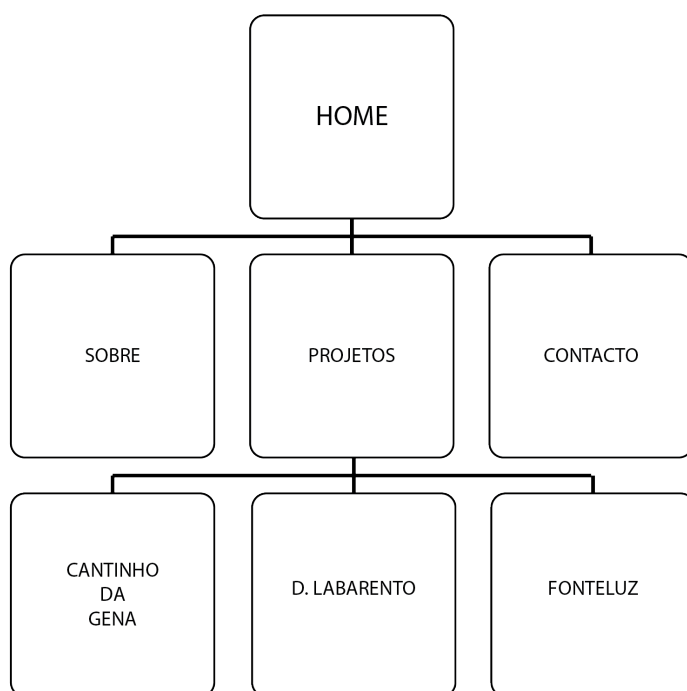 HOME
SOBRE
PROJETOS
CONTACTO
CANTINHO
DA
GENA
D. LABARENTO
FONTELUZ